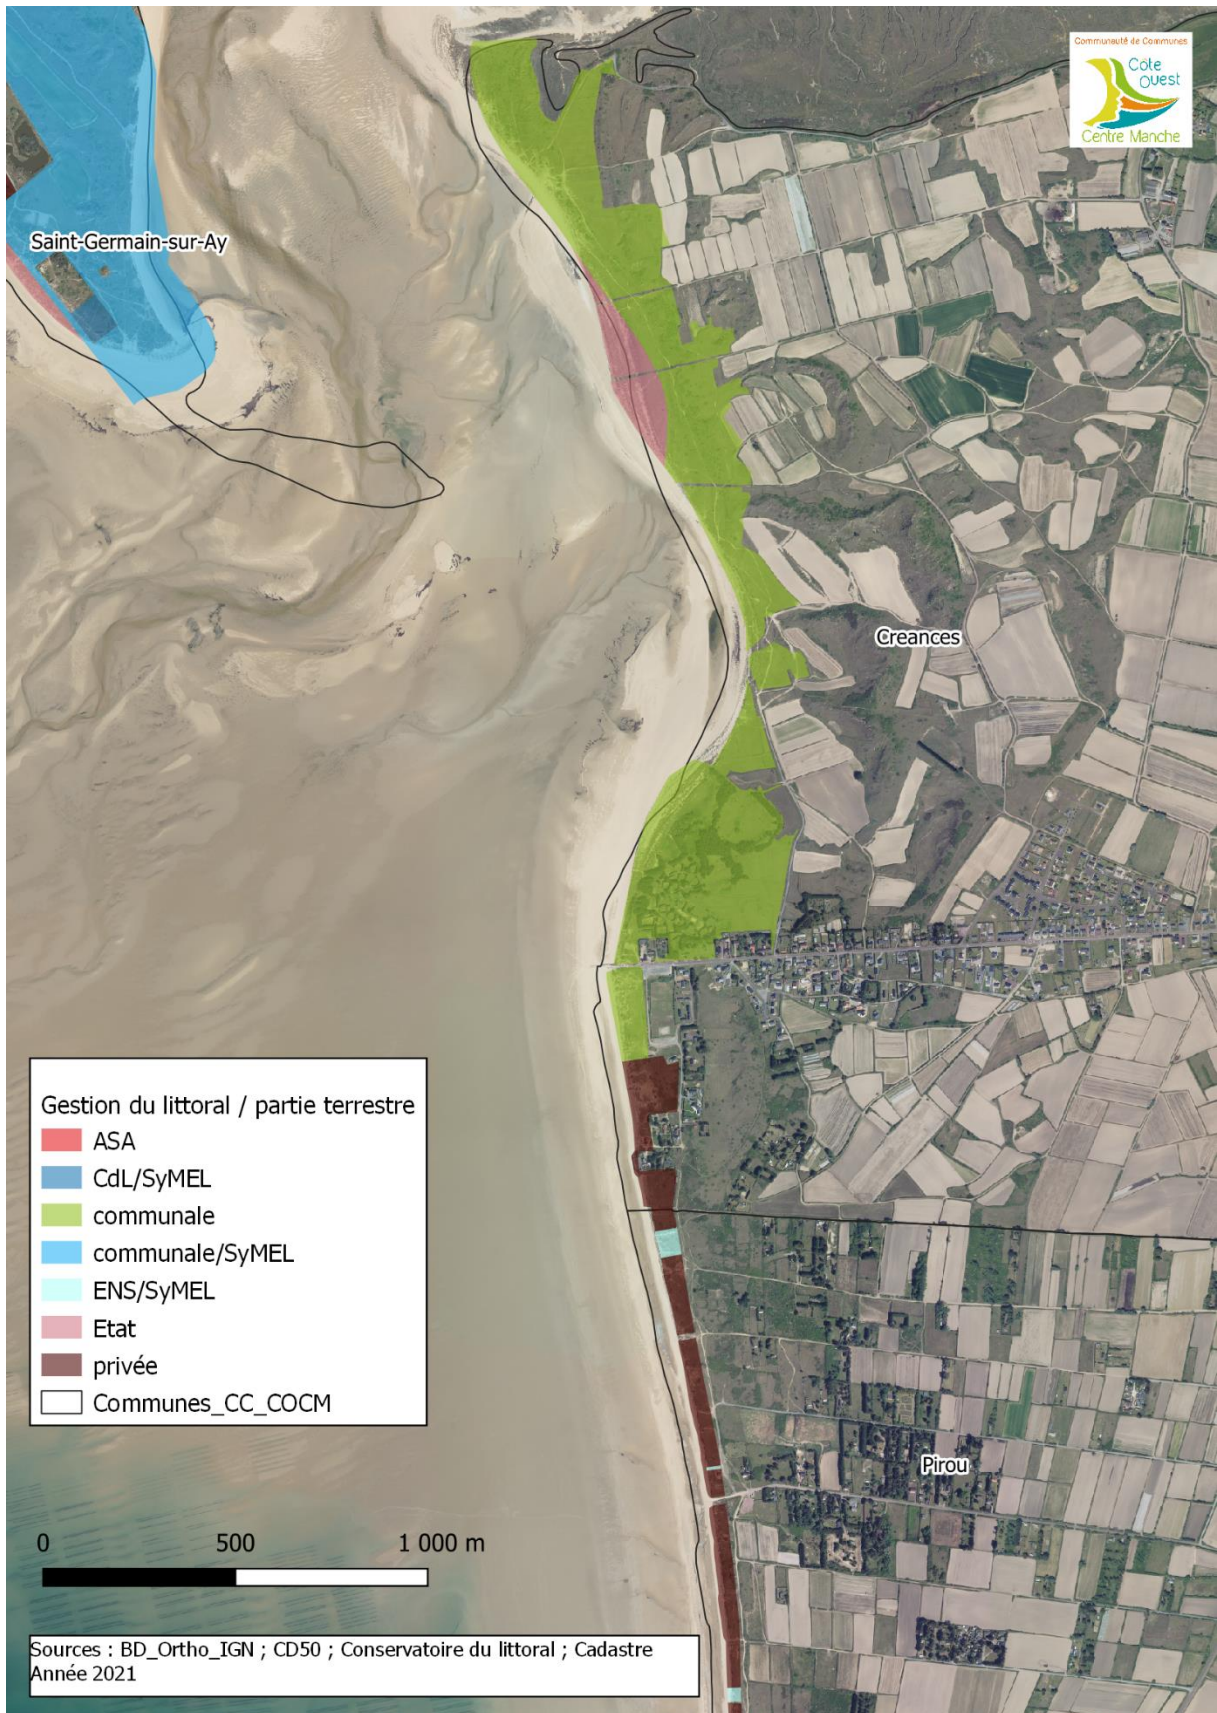 Communauté de Communes
Côte
Ouest
Centre Manche
Saint-Germain-sur-Ay
Creances
Gestion du littoral / partie terrestre
ASA
CdL/SyMEL
communale
communale/SyMEL
ENS/SyMEL
Etat
privée
Communes_CC_COCM
Pirou
0 500 1 000 m
Sources : BD_Ortho_IGN ; CD50 ; Conservatoire du littoral ; Cadastre
Année 2021